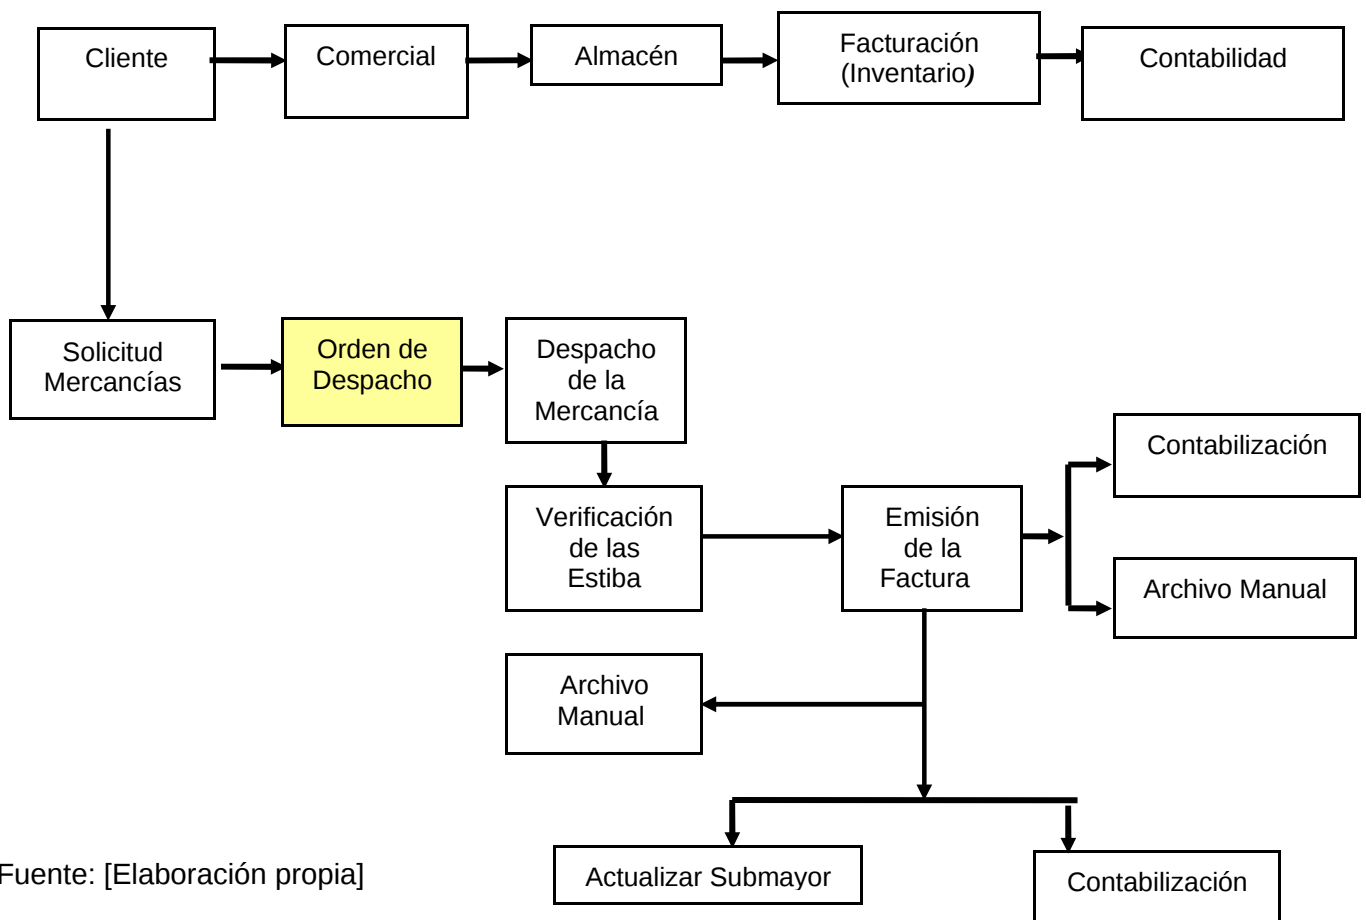 Cliente
Comercial
Almacén
Facturación
(Inventario)
Contabilidad
Solicitud
Mercancías
Orden de
Despacho
Despacho
de la
Mercancía
Contabilización
Verificación
de las
Estiba
Emisión
de la
Factura
Archivo Manual
Archivo
Manual
Fuente: [Elaboración propia]
Actualizar Submayor
Contabilización